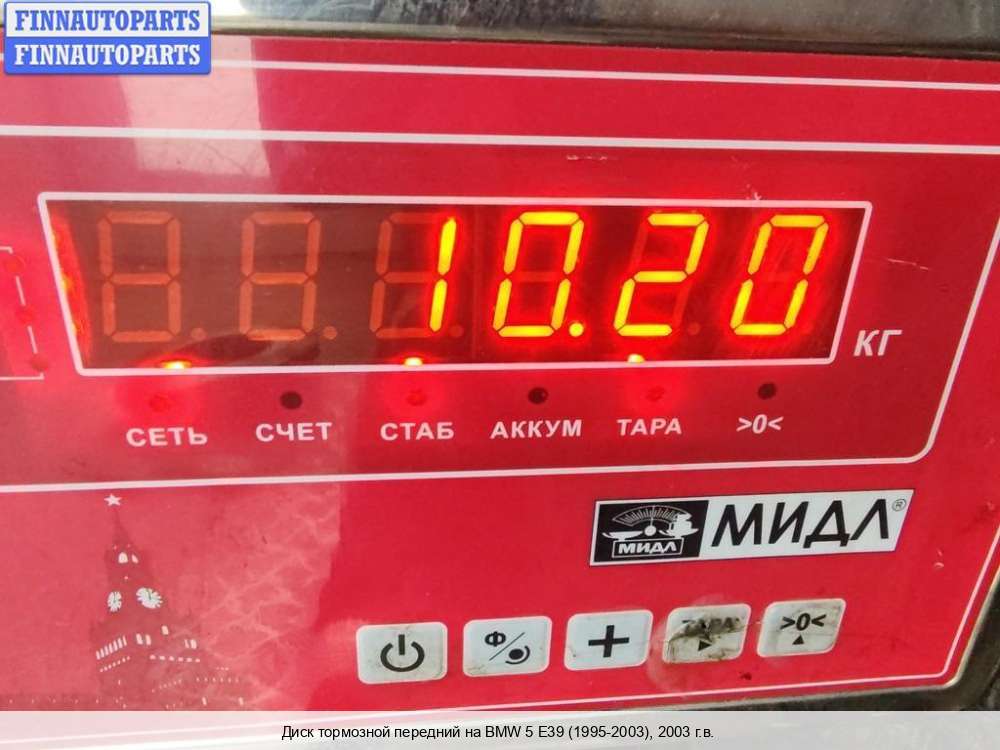 FINNAUTOPARTS
FINNAUTOPARTS
10.20
КГ
СЕТЬ СЧЕТ СТАБ АККУМ ТАРА >0<
МИДЛ МИДЛ®
Ф ТАРА >0<
Диск тормозной передний на BMW 5 E39 (1995-2003), 2003 г.в.